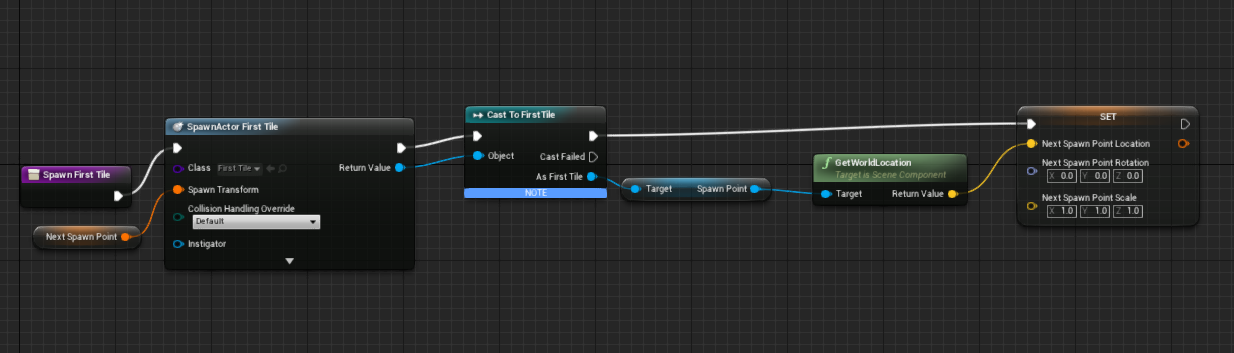 Spawn First Tile
Next Spawn Point
SpawnActor First Tile
Class First Tile
Return Value
Spawn Transform
Collision Handling Override
Default
Instigator
Cast To FirstTile
Object
Cast Failed
As First Tile
NOTE
Target Spawn Point
f GetWorldLocation
Target is Scene Component
Target Return Value
SET
Next Spawn Point Location
Next Spawn Point Rotation
X 0.0 Y 0.0 Z 0.0
Next Spawn Point Scale
X 1.0 Y 1.0 Z 1.0